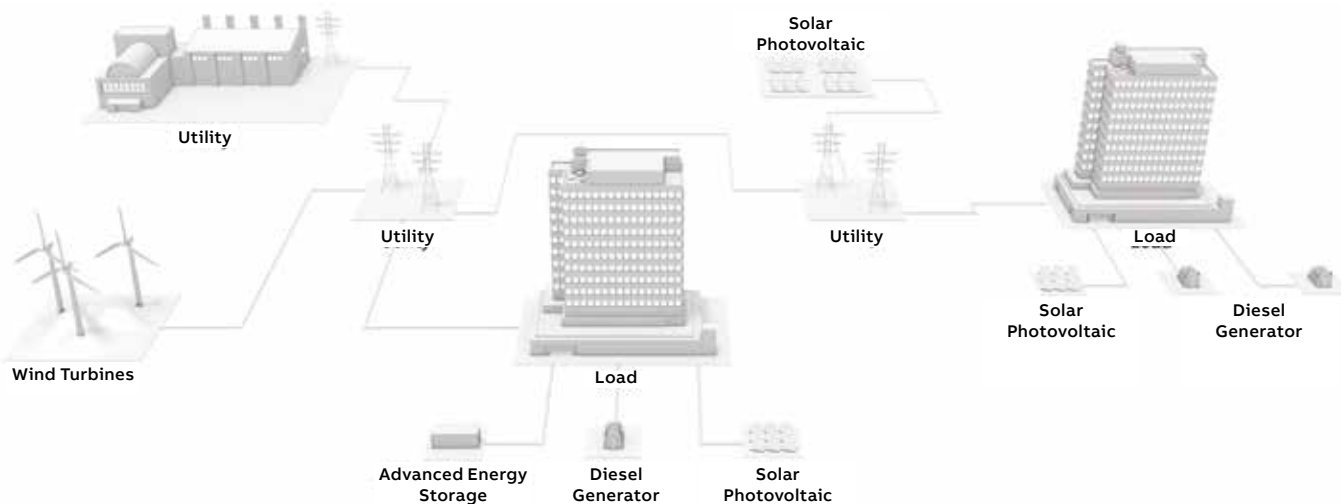 Solar
Photovoltaic
Utility
Utility
Utility
Load
Solar
Photovoltaic
Diesel
Generator
Wind Turbines
Load
Advanced Energy
Storage
Diesel
Generator
Solar
Photovoltaic